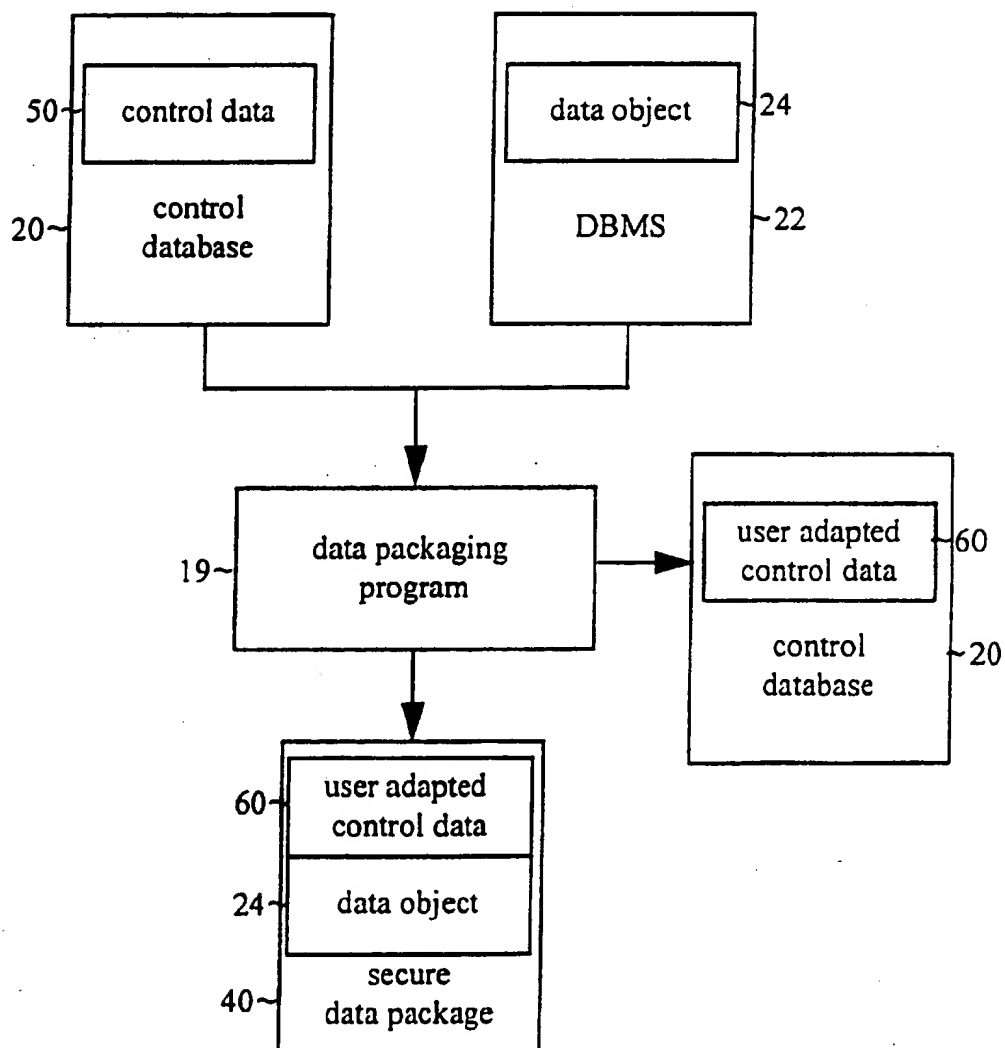 50
control data
20
control
database
data object
24
DBMS
22
19
data packaging
program
user adapted
control data
60
control
database
20
60
user adapted
control data
24
data object
40
secure
data package